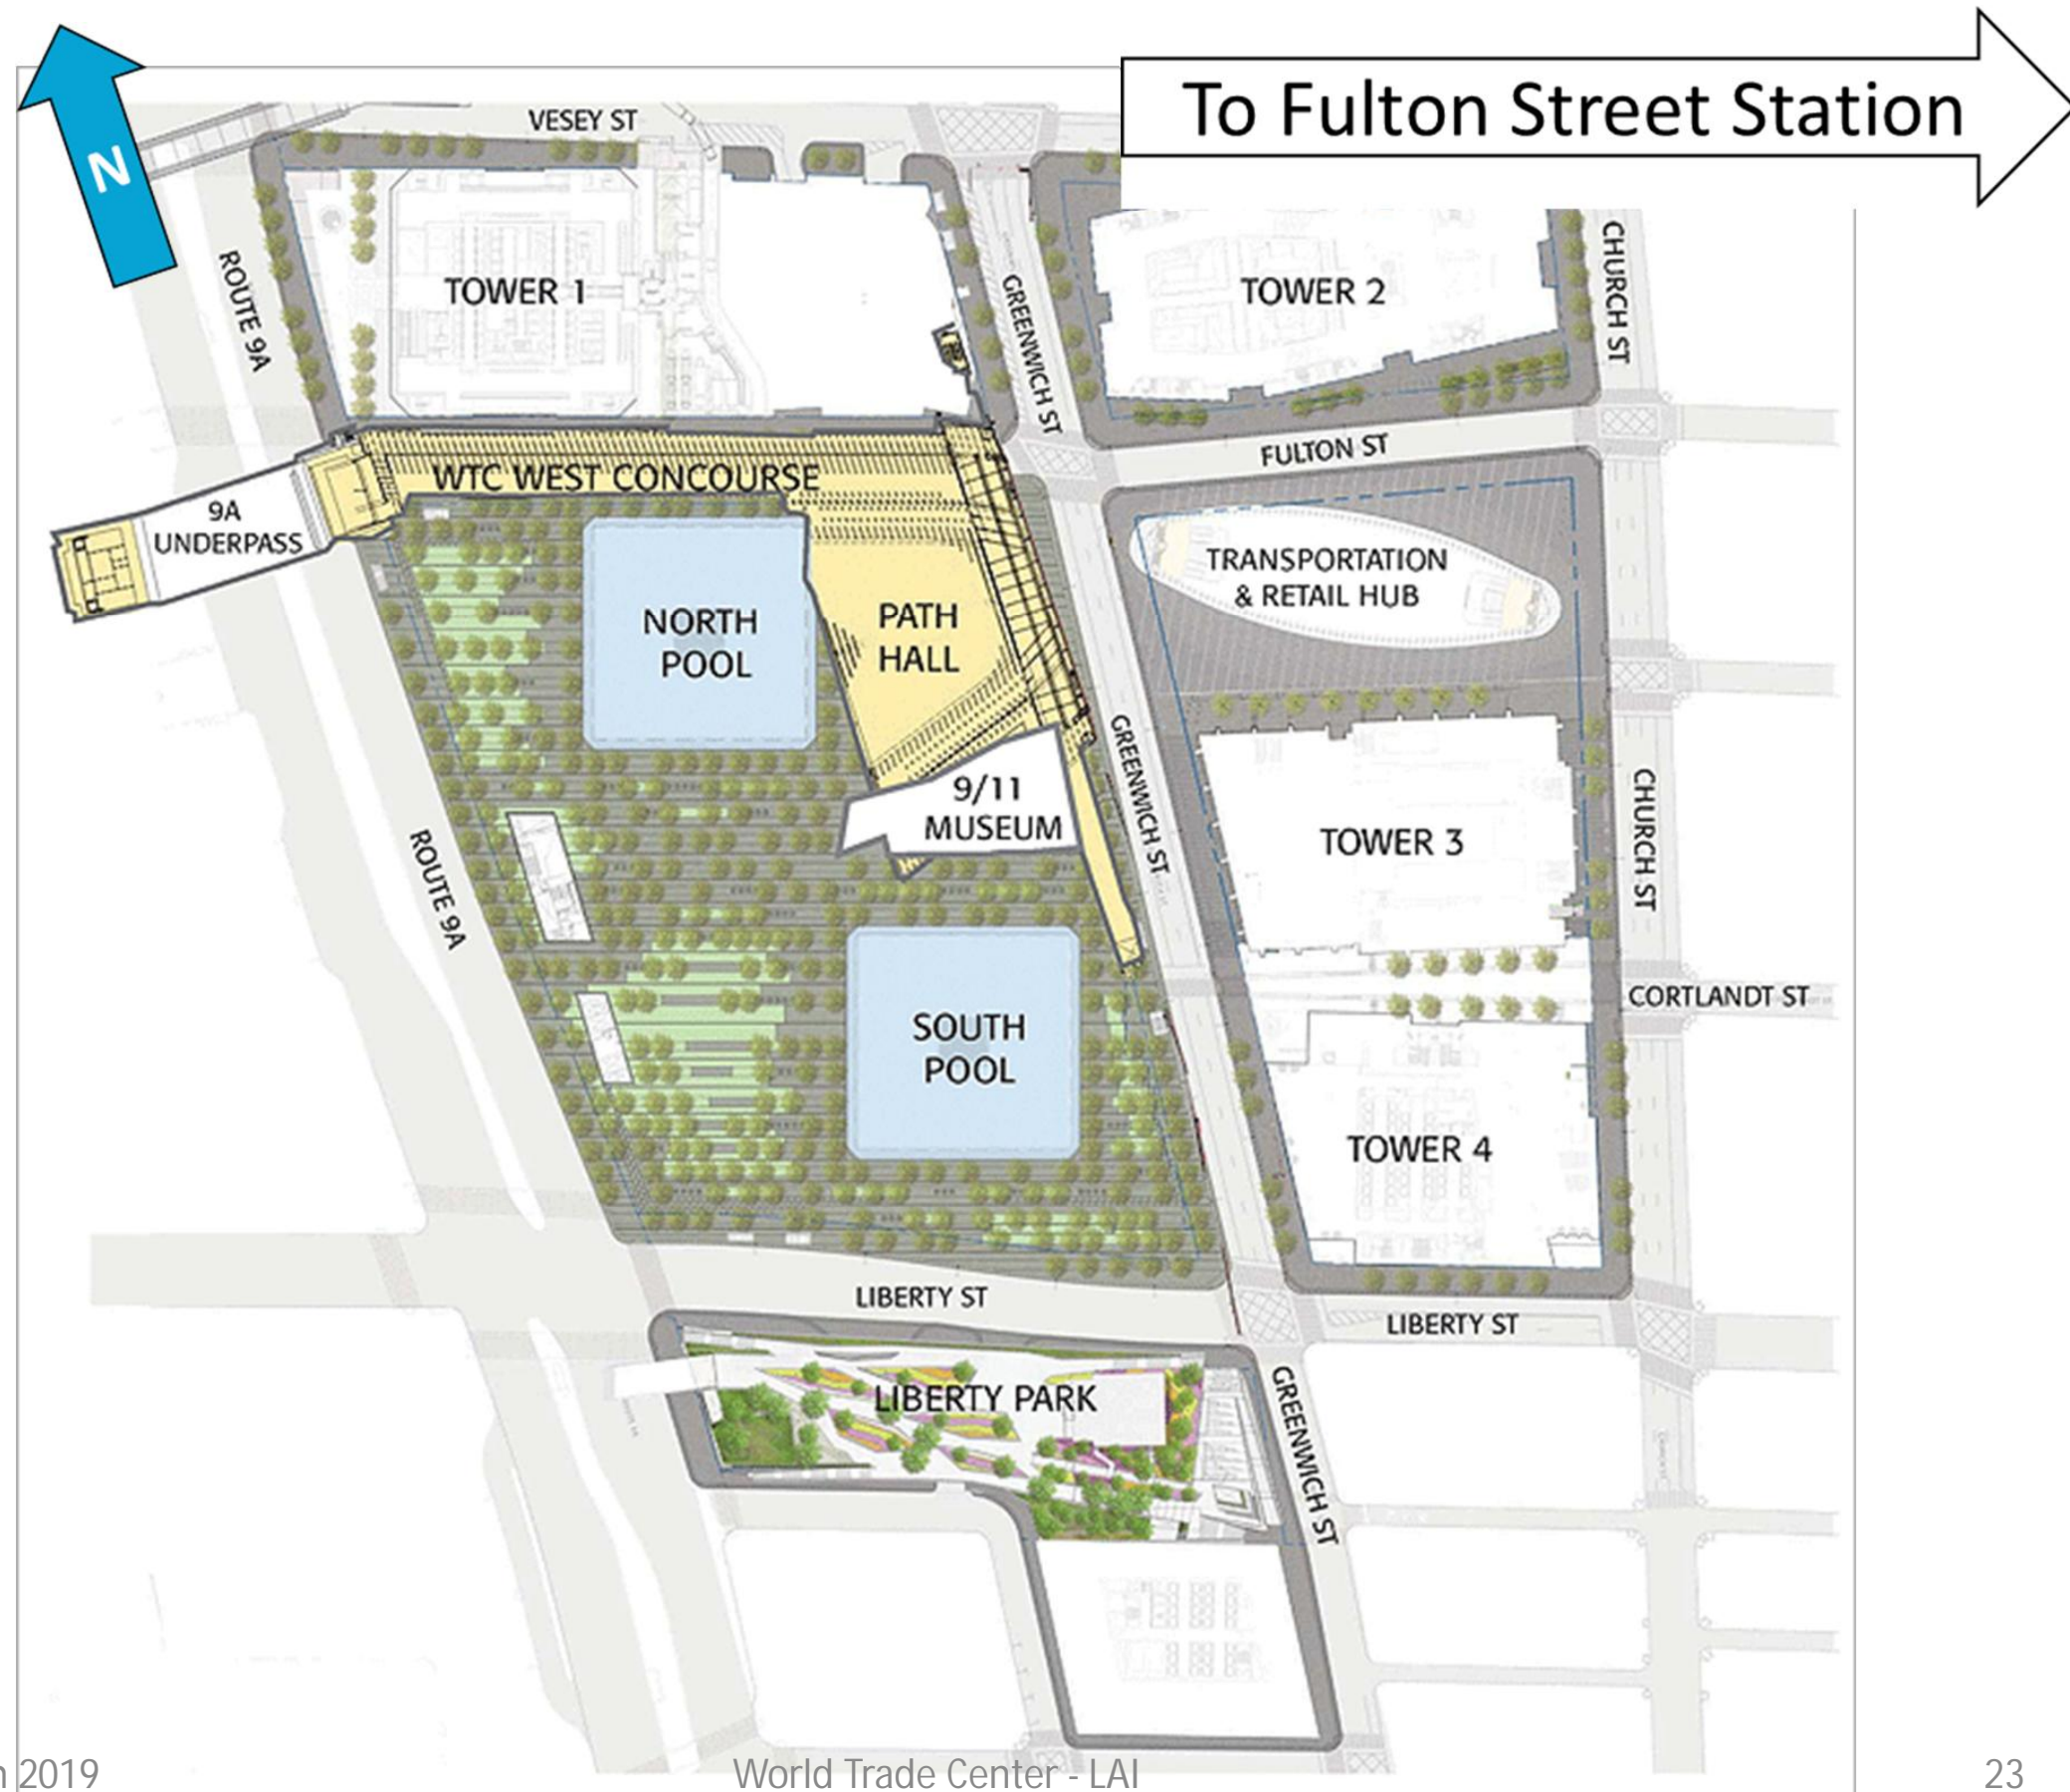 To Fulton Street Station
N
VESEY ST
ROUTE 9A
TOWER 1
GREENWICH ST
TOWER 2
CHURCH ST
FULTON ST
WTC WEST CONCOURSE
9A
UNDERPASS
NORTH
POOL
PATH
HALL
TRANSPORTATION
& RETAIL HUB
9/11
MUSEUM
GREENWICH ST
TOWER 3
CHURCH ST
ROUTE 9A
CORTLANDT ST
SOUTH
POOL
TOWER 4
LIBERTY ST
LIBERTY ST
LIBERTY PARK
GREENWICH ST
2019
World Trade Center - LAI
23